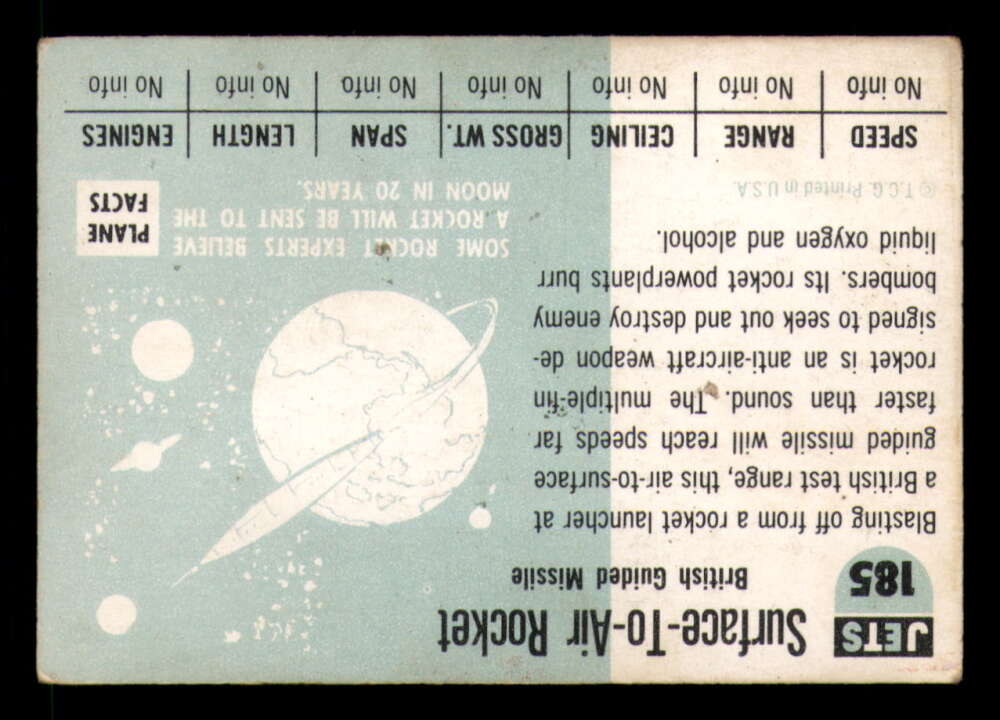 JETS
185
Surface-To-Air Rocket
British Guided Missile
Blasting off from a rocket launcher at
a British test range, this air-to-surface
guided missile will reach speeds far
faster than sound. The multiple-fin
rocket is an anti-aircraft weapon de-
signed to seek out and destroy enemy
bombers. Its rocket powerplants burr
liquid oxygen and alcohol.
© T.C.G. Printed in U.S.A.
PLANE
FACTS
SOME ROCKET EXPERTS BELIEVE
A ROCKET WILL BE SENT TO THE
MOON IN 20 YEARS.
SPEED RANGE CEILING GROSS WT. SPAN LENGTH ENGINES
No info No info No info No info No info No info No info